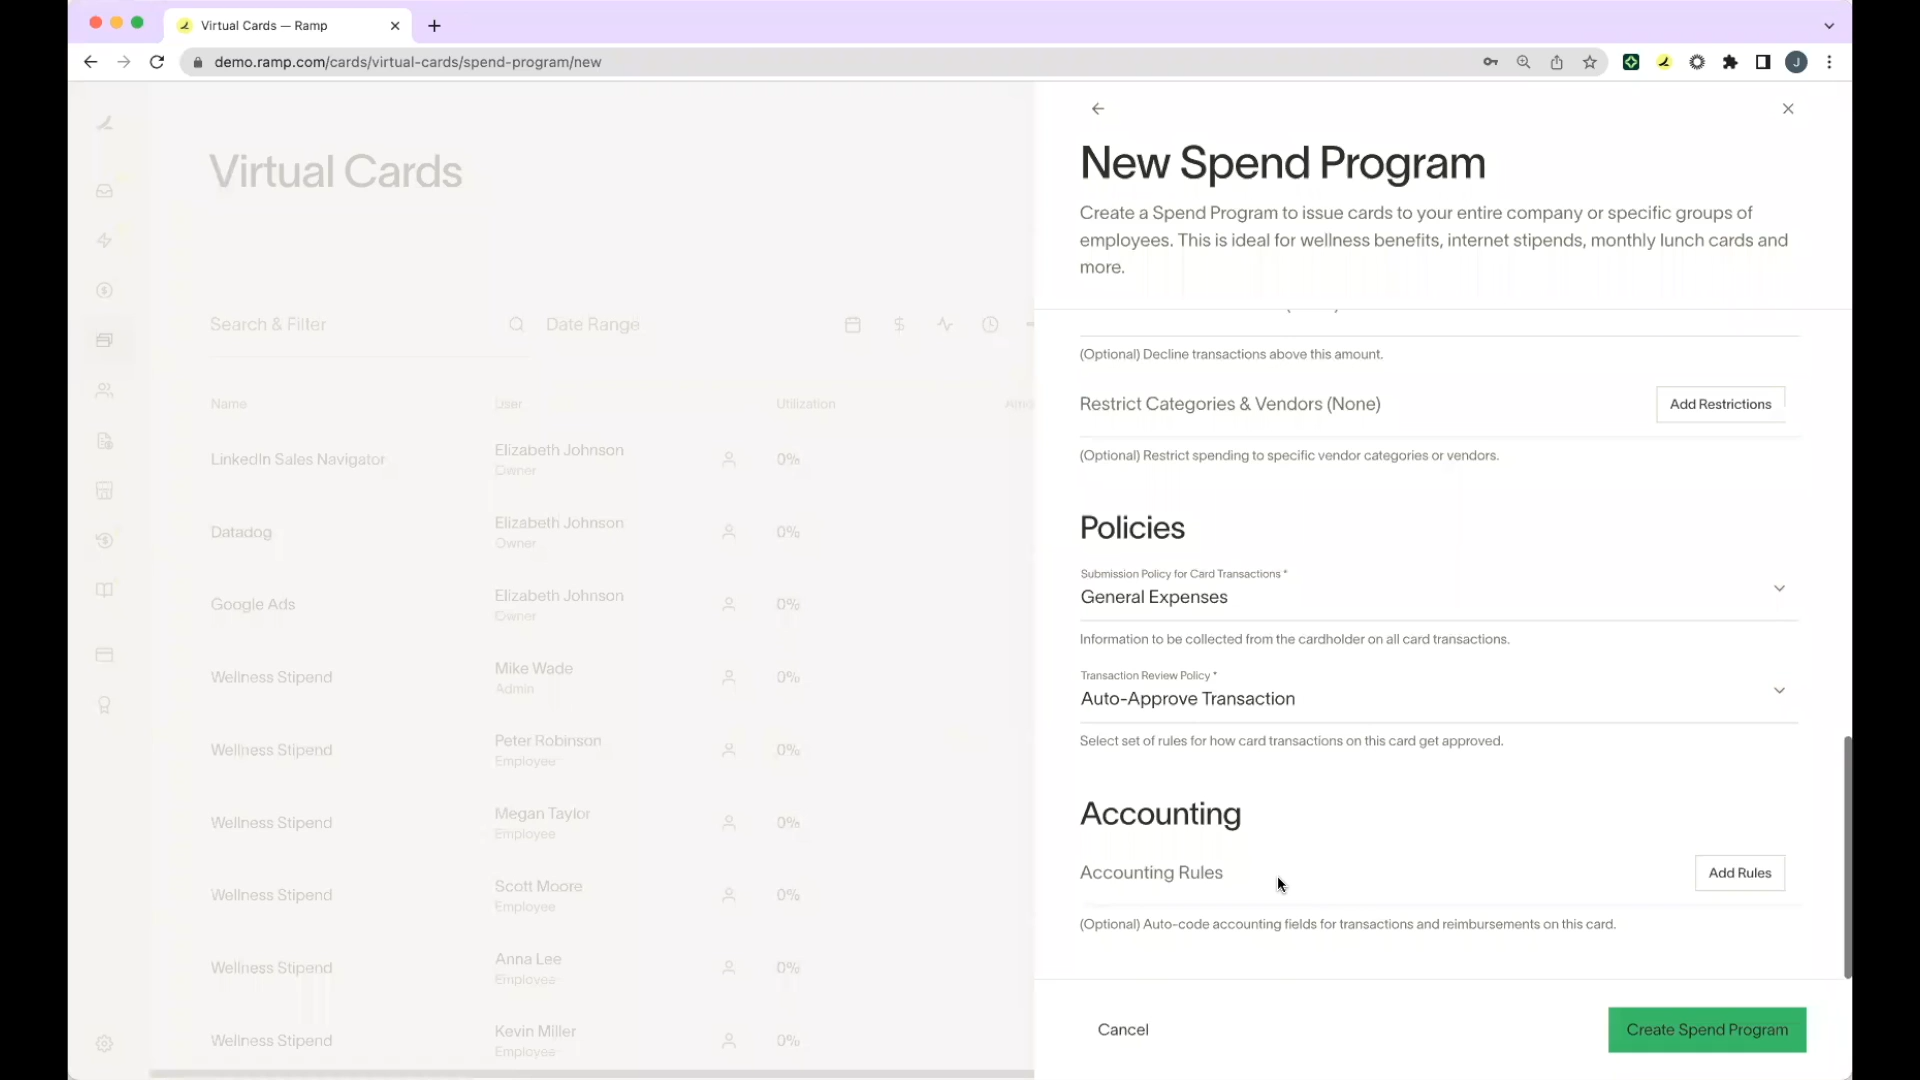 Virtual Cards — Ramp
demo.ramp.com/cards/virtual-cards/spend-program/new
J
Virtual Cards
Search & Filter
Date Range
Name
User
Utilization
LinkedIn Sales Navigator
Elizabeth Johnson
Owner
0%
Datadog
Elizabeth Johnson
Owner
0%
Google Ads
Elizabeth Johnson
Owner
0%
Wellness Stipend
Mike Wade
Admin
0%
Wellness Stipend
Peter Robinson
Employee
0%
Wellness Stipend
Megan Taylor
Employee
0%
Wellness Stipend
Scott Moore
Employee
0%
Wellness Stipend
Anna Lee
Employee
0%
Wellness Stipend
Kevin Miller
Employee
0%
New Spend Program
Create a Spend Program to issue cards to your entire company or specific groups of
employees. This is ideal for wellness benefits, internet stipends, monthly lunch cards and
more.
(Optional) Decline transactions above this amount.
Restrict Categories & Vendors (None)
Add Restrictions
(Optional) Restrict spending to specific vendor categories or vendors.
Policies
Submission Policy for Card Transactions *
General Expenses
Information to be collected from the cardholder on all card transactions.
Transaction Review Policy *
Auto-Approve Transaction
Select set of rules for how card transactions on this card get approved.
Accounting
Accounting Rules
Add Rules
(Optional) Auto-code accounting fields for transactions and reimbursements on this card.
Cancel
Create Spend Program